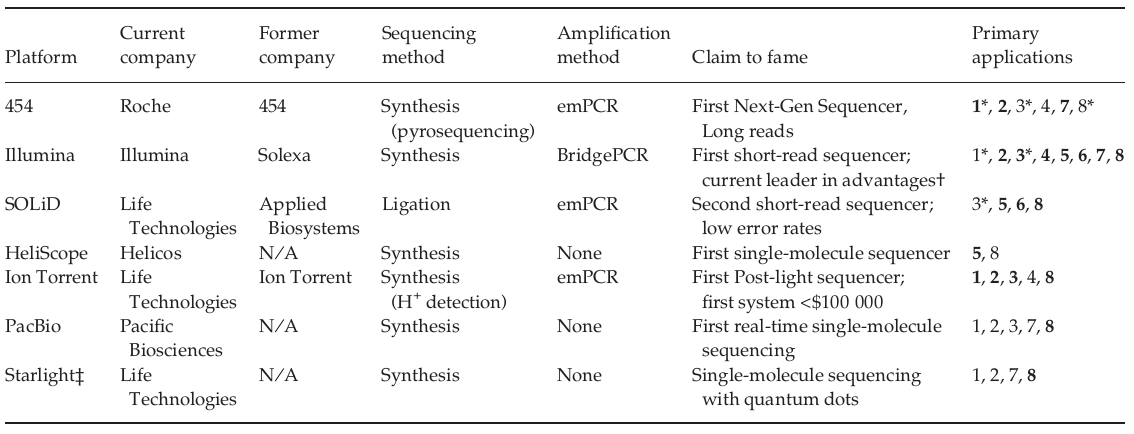 Platform Current company Former company Sequencing method Amplification method Claim to fame Primary applications
454 Roche 454 Synthesis (pyrosequencing) emPCR First Next-Gen Sequencer, Long reads 1*, 2, 3*, 4, 7, 8*
Illumina Illumina Solexa Synthesis BridgePCR First short-read sequencer; current leader in advantages† 1*, 2, 3*, 4, 5, 6, 7, 8
SOLiD Life Technologies Applied Biosystems Ligation emPCR Second short-read sequencer; low error rates 3*, 5, 6, 8
HeliScope Helicos N/A Synthesis None First single-molecule sequencer 5, 8
Ion Torrent Life Technologies Ion Torrent Synthesis (H+ detection) emPCR First Post-light sequencer; first system <$100 000 1, 2, 3, 4, 8
PacBio Pacific Biosciences N/A Synthesis None First real-time single-molecule sequencing 1, 2, 3, 7, 8
Starlight‡ Life Technologies N/A Synthesis None Single-molecule sequencing with quantum dots 1, 2, 7, 8